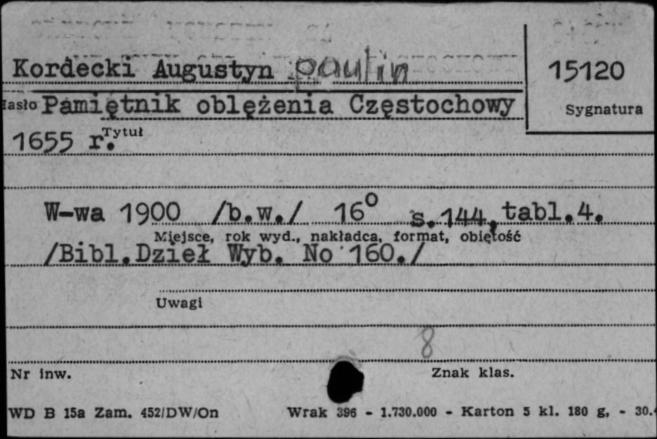 Kordecki Augustyn paulin
15120
Hasło Pamiętnik oblężenia Częstochowy
Sygnatura
1655 r. Tytuł
W-wa 1900 /b.w./ 16° s.144, tabl.4.
Miejsce, rok wyd., nakładca, format, objętość
/Bibl.Dzieł Wyb. No 160./
Uwagi
8
Nr inw.
Znak klas.
WD B 15a Zam. 452/DW/On Wrak 396 - 1.730.000 - Karton 5 kl. 180 g. - 30.